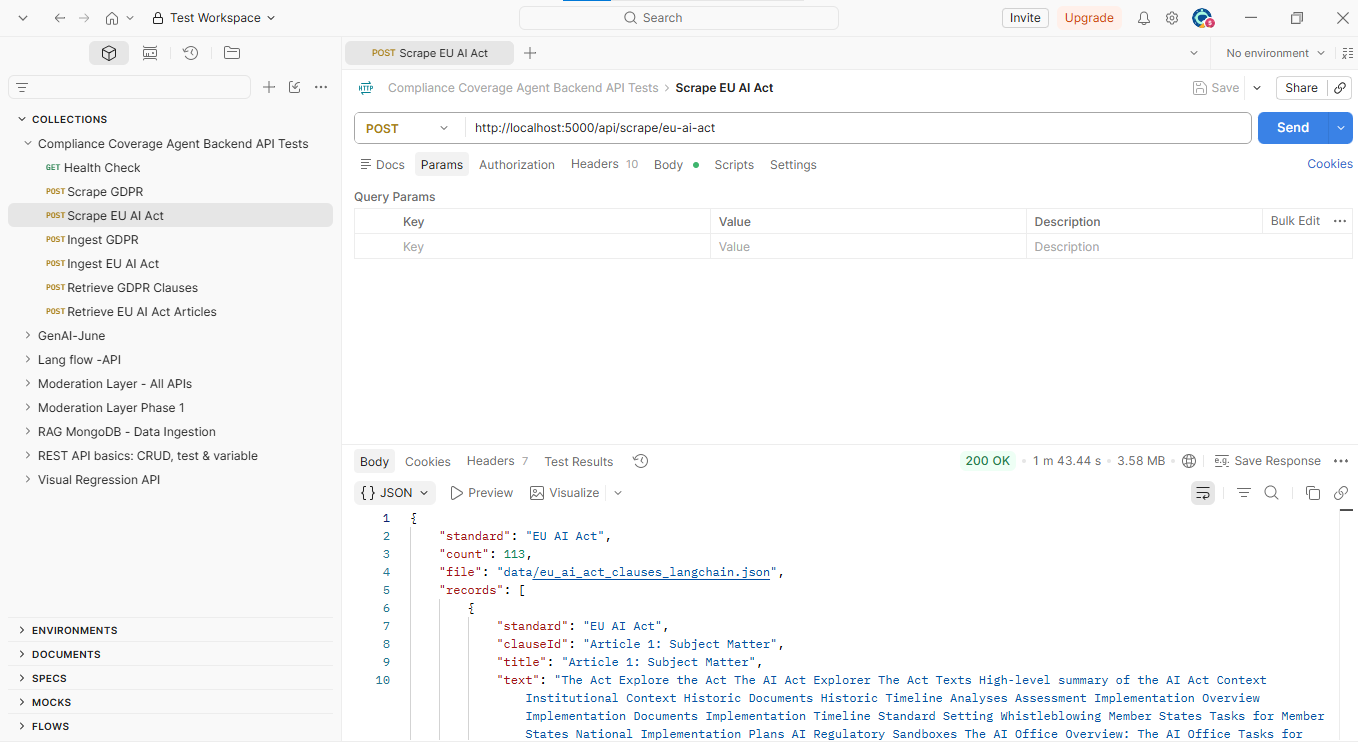 Test Workspace
Search
Invite
Upgrade
POST Scrape EU AI Act
No environment
COLLECTIONS
Compliance Coverage Agent Backend API Tests
GET Health Check
POST Scrape GDPR
POST Scrape EU AI Act
POST Ingest GDPR
POST Ingest EU AI Act
POST Retrieve GDPR Clauses
POST Retrieve EU AI Act Articles
GenAI-June
Lang flow -API
Moderation Layer - All APIs
Moderation Layer Phase 1
RAG MongoDB - Data Ingestion
REST API basics: CRUD, test & variable
Visual Regression API
ENVIRONMENTS
DOCUMENTS
SPECS
MOCKS
FLOWS
HTTP Compliance Coverage Agent Backend API Tests > Scrape EU AI Act
Save
Share
POST http://localhost:5000/api/scrape/eu-ai-act
Send
Docs Params Authorization Headers 10 Body Scripts Settings
Cookies
Query Params
Key Value Description Bulk Edit
Key Value Description
Body Cookies Headers 7 Test Results
200 OK • 1 m 43.44 s • 3.58 MB • e.g. Save Response
{} JSON Preview Visualize
1 {
2 "standard": "EU AI Act",
3 "count": 113,
4 "file": "data/eu_ai_act_clauses_langchain.json",
5 "records": [
6 {
7 "standard": "EU AI Act",
8 "clauseId": "Article 1: Subject Matter",
9 "title": "Article 1: Subject Matter",
10 "text": "The Act Explore the Act The AI Act Explorer The Act Texts High-level summary of the AI Act Context
Institutional Context Historic Documents Historic Timeline Analyses Assessment Implementation Overview
Implementation Documents Implementation Timeline Standard Setting Whistleblowing Member States Tasks for Member
States National Implementation Plans AI Regulatory Sandboxes The AI Office Overview: The AI Office Tasks for